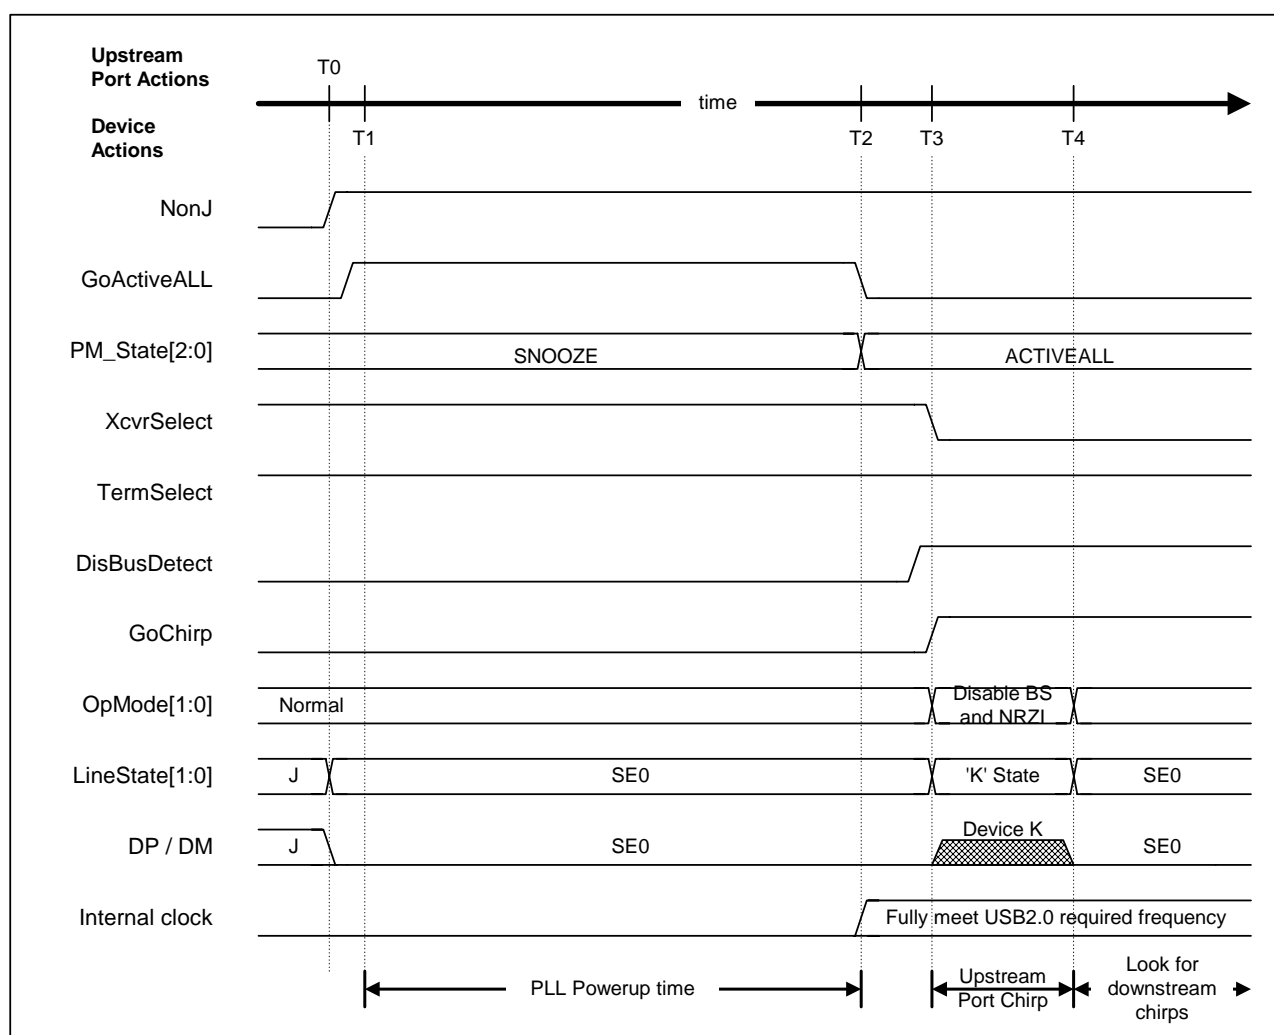 Upstream
Port Actions
T0
time
Device
Actions
T1
T2
T3
T4
NonJ
GoActiveALL
PM_State[2:0]
SNOOZE
ACTIVEALL
XcvrSelect
TermSelect
DisBusDetect
GoChirp
OpMode[1:0]
Normal
Disable BS
and NRZI
LineState[1:0]
J
SE0
'K' State
SE0
DP / DM
J
SE0
Device K
SE0
Internal clock
Fully meet USB2.0 required frequency
PLL Powerup time
Upstream
Port Chirp
Look for
downstream
chirps